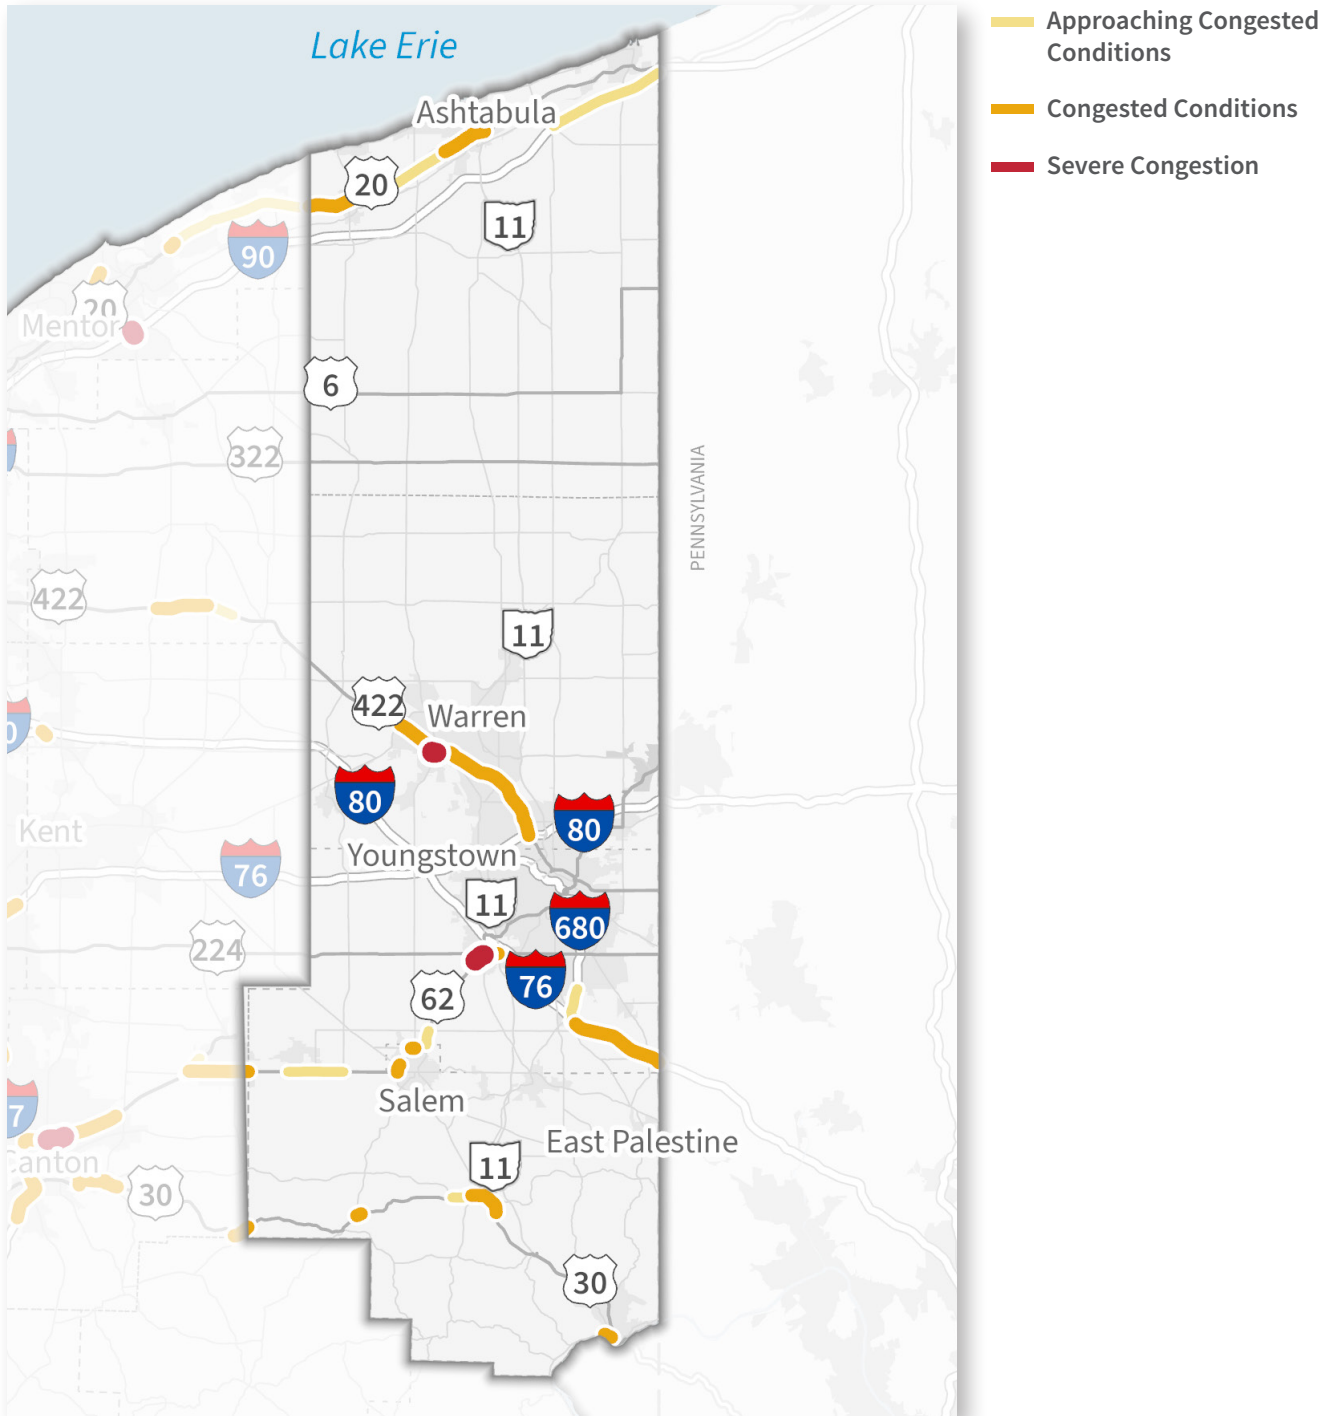 Approaching Congested
Conditions
Congested Conditions
Severe Congestion
Lake Erie
Ashtabula
20
11
90
20
Mentor
6
322
PENNSYLVANIA
422
11
422
Warren
80
80
0
Kent
Youngstown
76
11
680
224
76
62
7
Salem
East Palestine
11
Canton
30
30